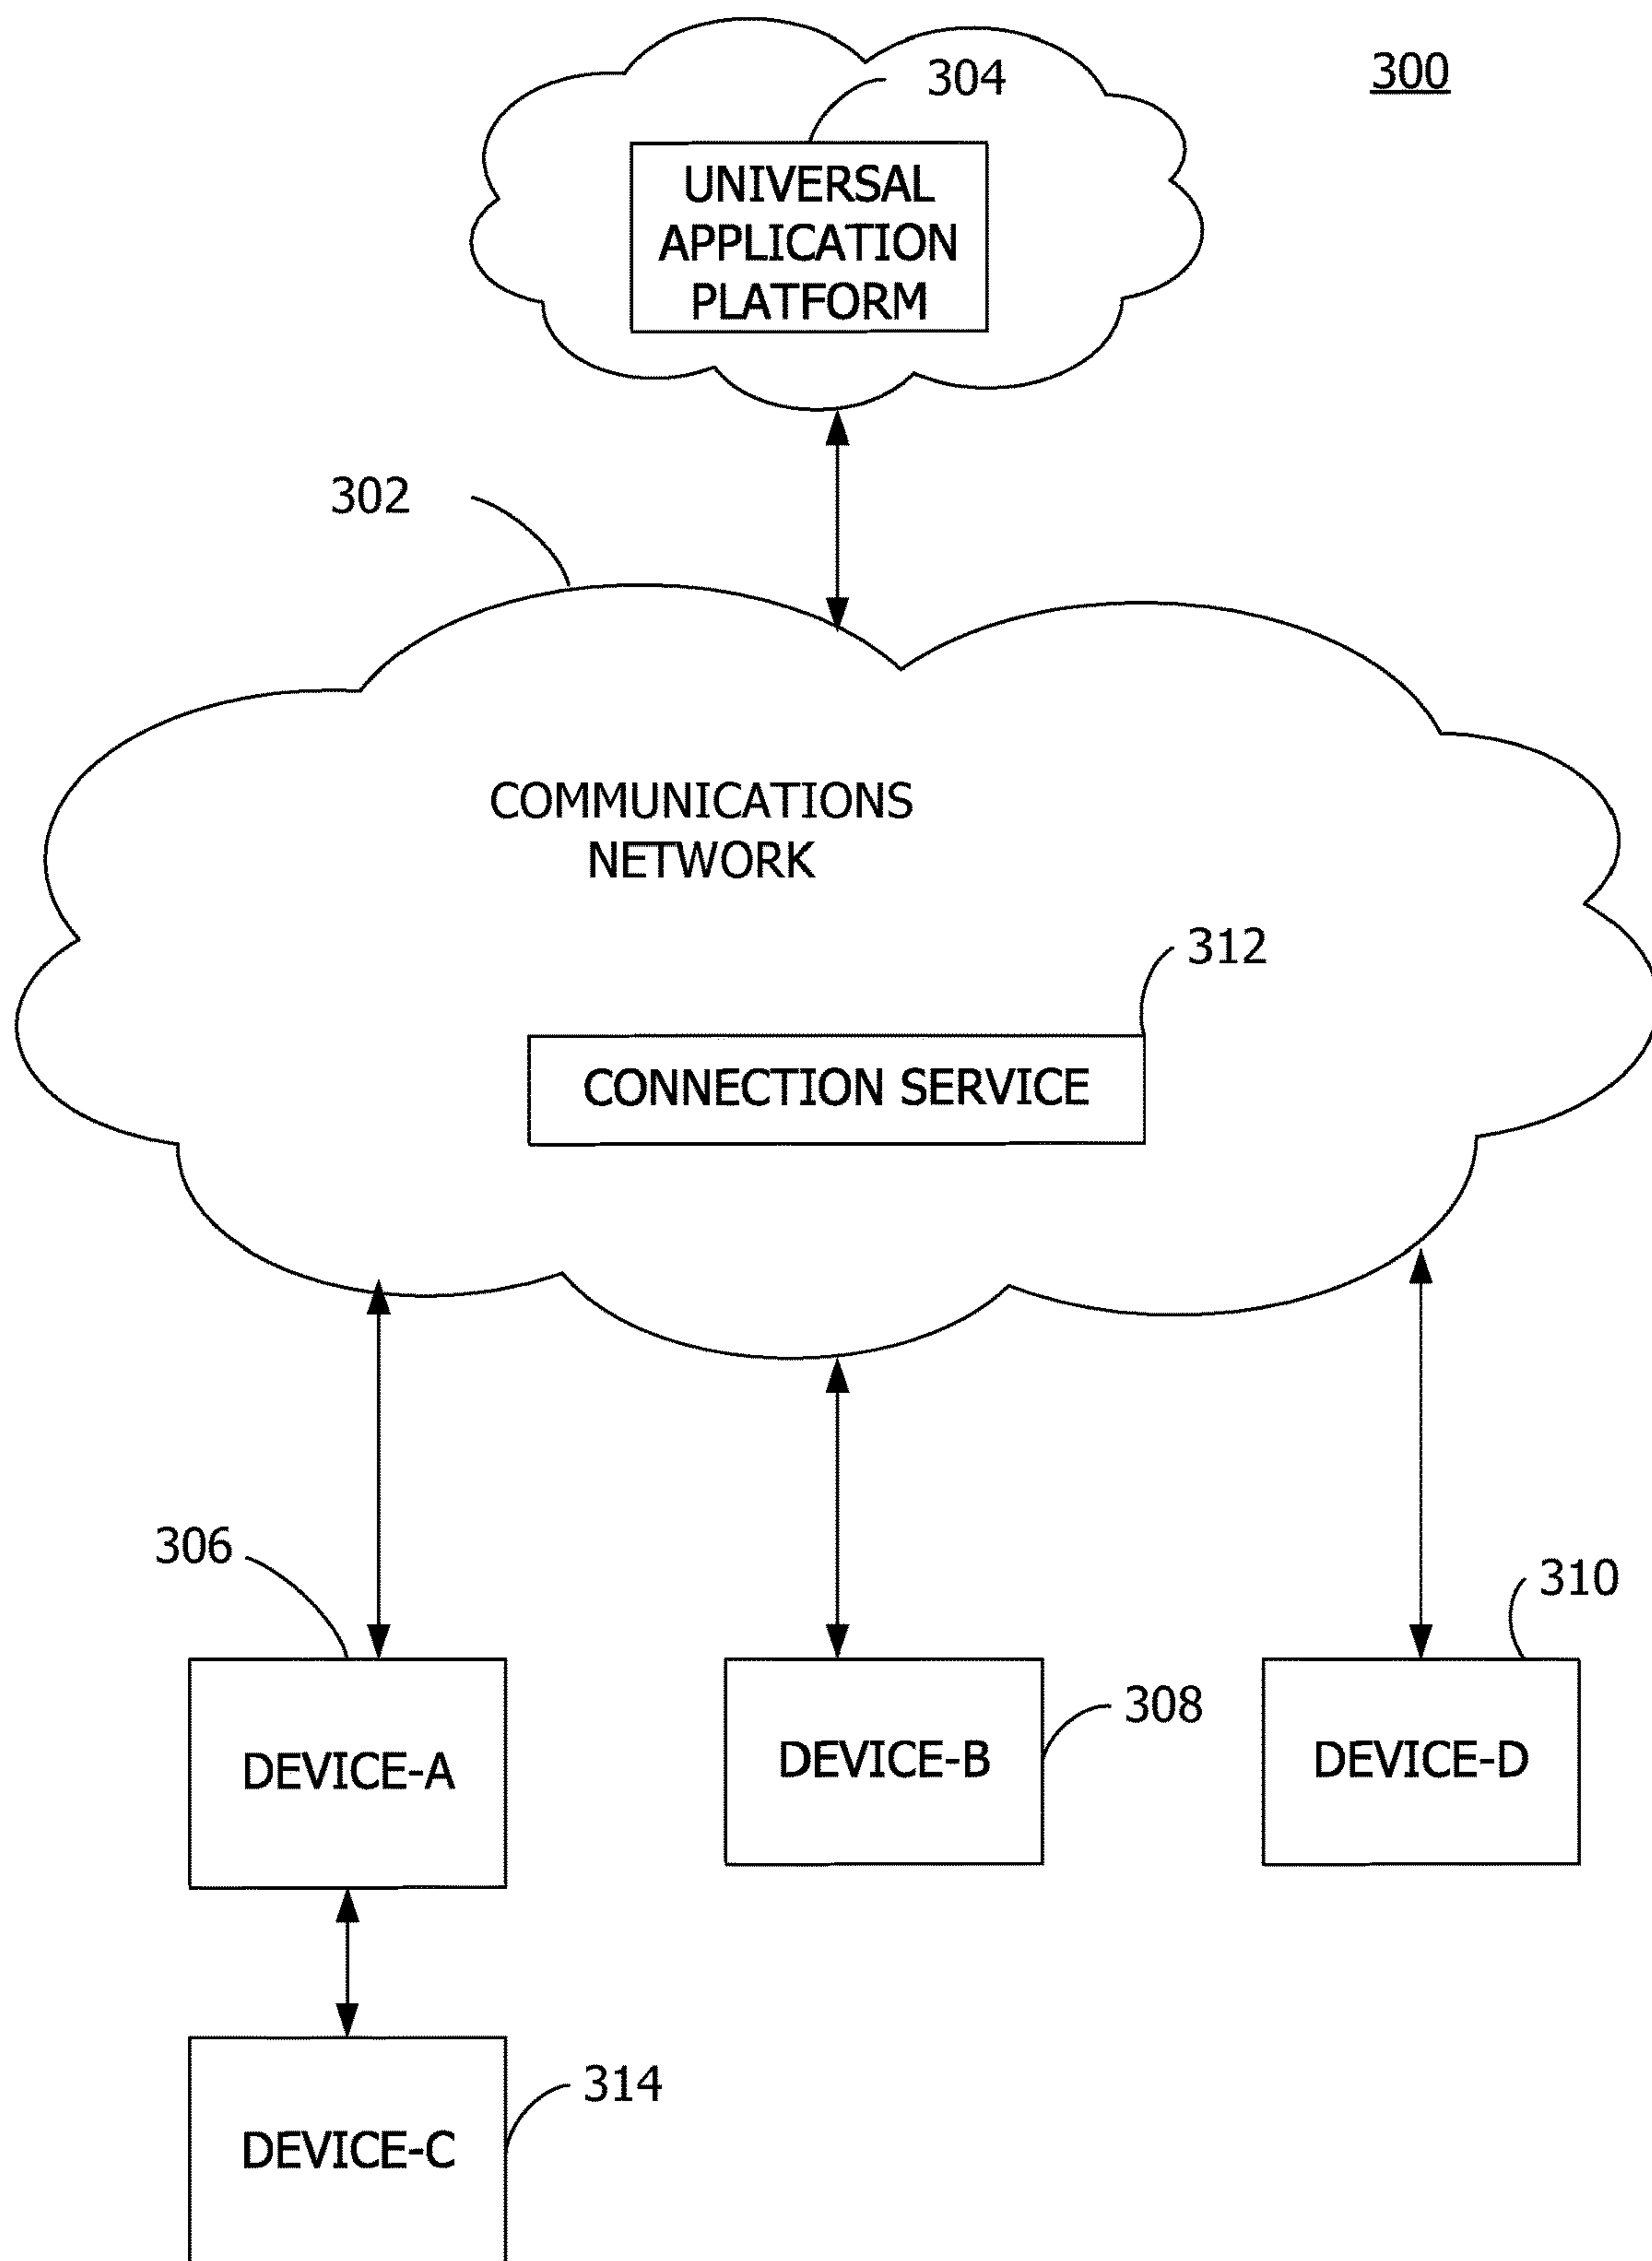 300
304
UNIVERSAL
APPLICATION
PLATFORM
302
COMMUNICATIONS
NETWORK
312
CONNECTION SERVICE
306
310
308
DEVICE-A
DEVICE-B
DEVICE-D
314
DEVICE-C